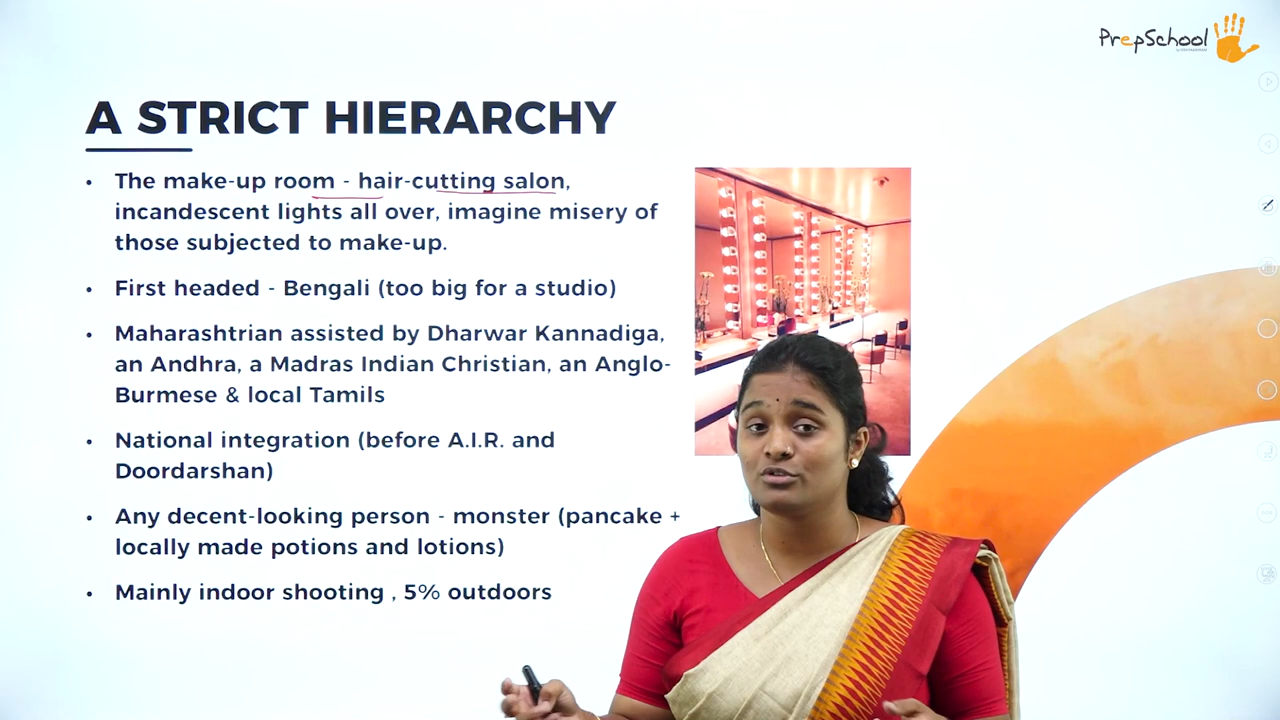 PrepSchool
A STRICT HIERARCHY
• The make-up room - hair-cutting salon,
incandescent lights all over, imagine misery of
those subjected to make-up.
• First headed - Bengali (too big for a studio)
• Maharashtrian assisted by Dharwar Kannadiga,
an Andhra, a Madras Indian Christian, an Anglo-
Burmese & local Tamils
• National integration (before A.I.R. and
Doordarshan)
• Any decent-looking person - monster (pancake +
locally made potions and lotions)
• Mainly indoor shooting , 5% outdoors